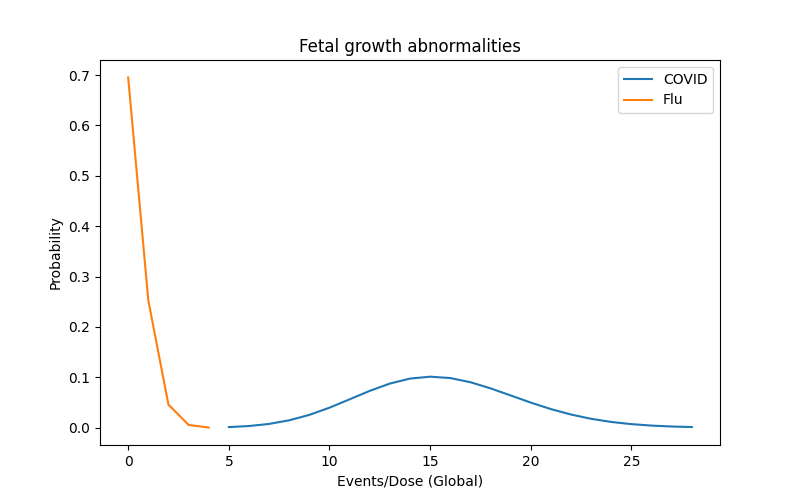 Fetal growth abnormalities
COVID
Flu
Probability
0.7
0.6
0.5
0.4
0.3
0.2
0.1
0.0
0 5 10 15 20 25
Events/Dose (Global)